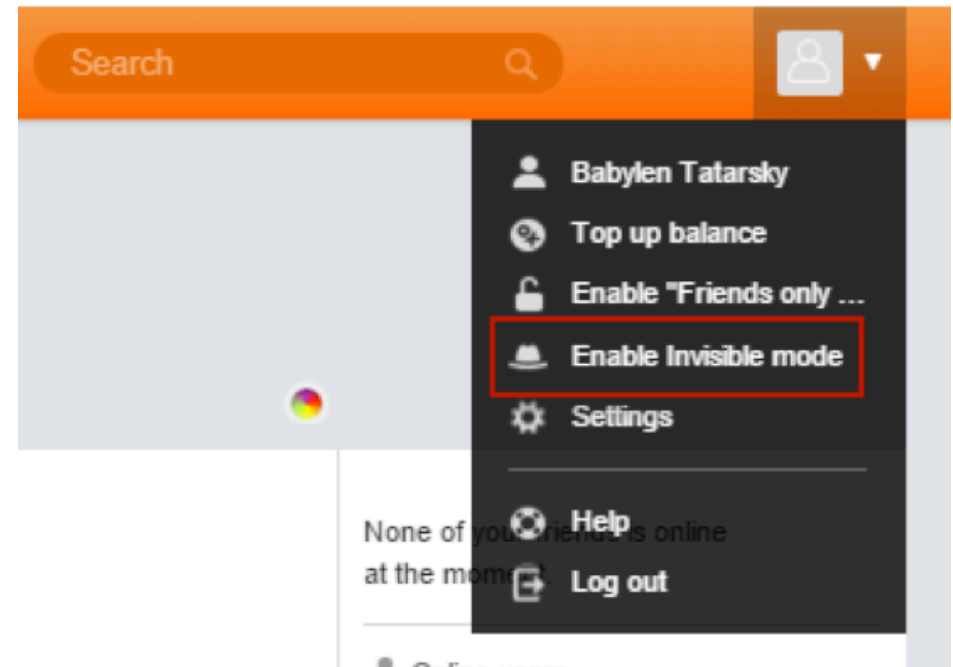 Search
Babylen Tatarsky
Top up balance
Enable "Friends only ...
Enable Invisible mode
Settings
Help
Log out
None of your friends is online
at the moment.